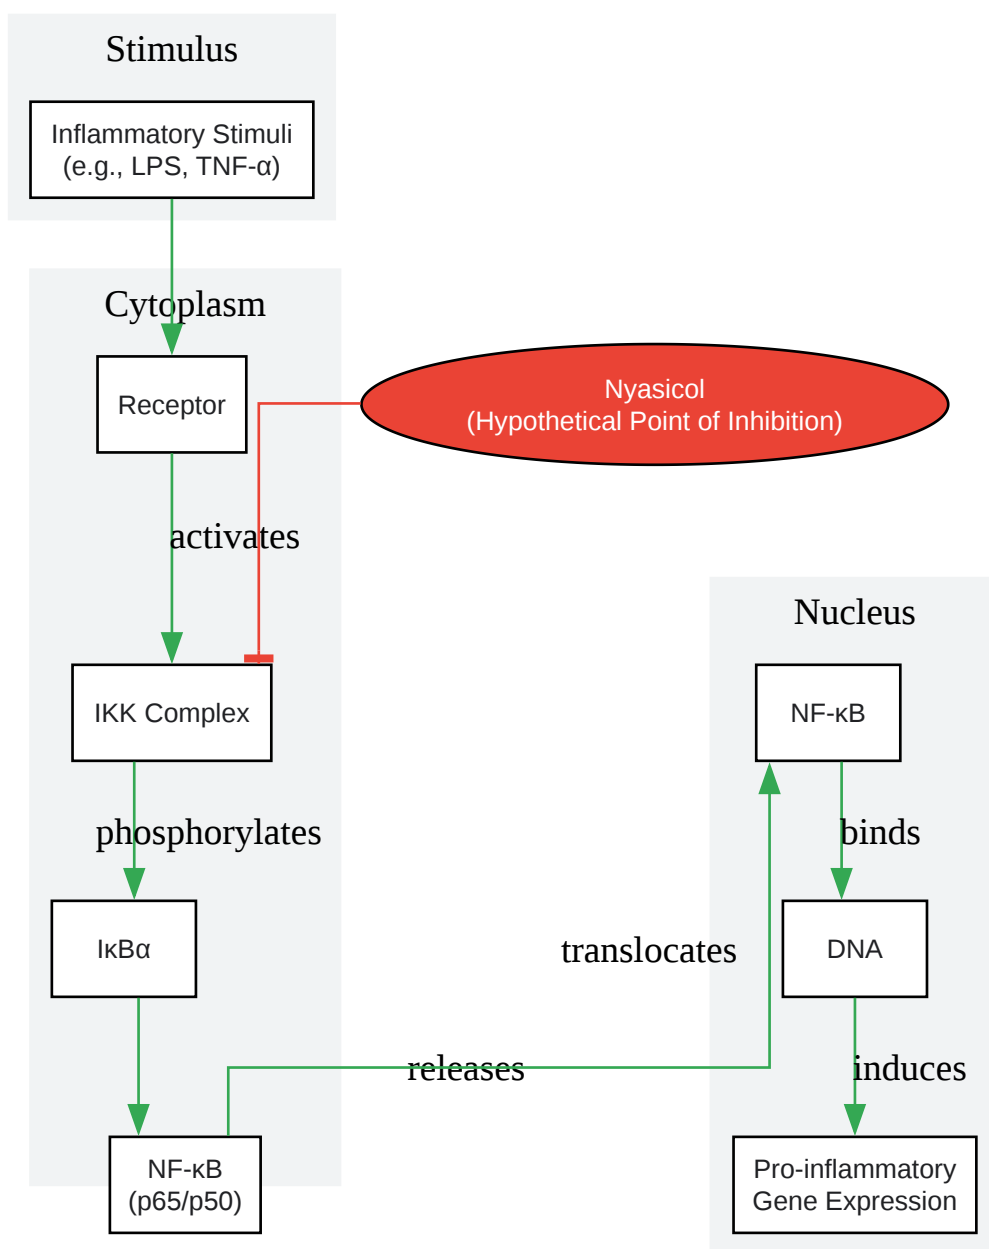 Stimulus
Inflammatory Stimuli
(e.g., LPS, TNF-α)
Cytoplasm
Receptor
Nyasicol
(Hypothetical Point of Inhibition)
activates
Nucleus
IKK Complex
NF-κB
phosphorylates
binds
IκBα
translocates
DNA
releases
induces
NF-κB
(p65/p50)
Pro-inflammatory
Gene Expression